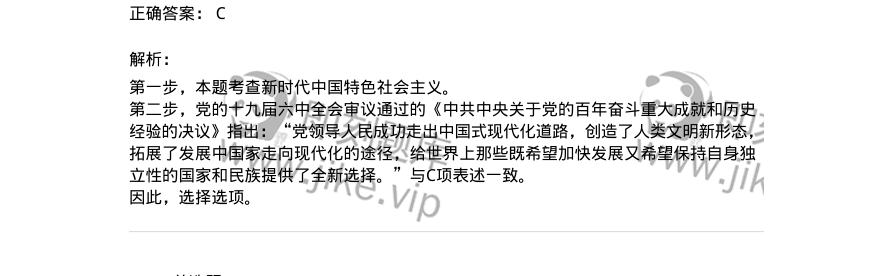 正确答案： C
解析：
第一步，本题考查新时代中国特色社会主义。
第二步，党的十九届六中全会审议通过的《中共中央关于党的百年奋斗重大成就和历史
经验的决议》指出：“党领导人民成功走出中国式现代化道路，创造了人类文明新形态，
拓展了发展中国家走向现代化的途径，给世界上那些既希望加快发展又希望保持自身独
立性的国家和民族提供了全新选择。”与C项表述一致。
因此，选择选项。
即刻题库
www.jike.vip